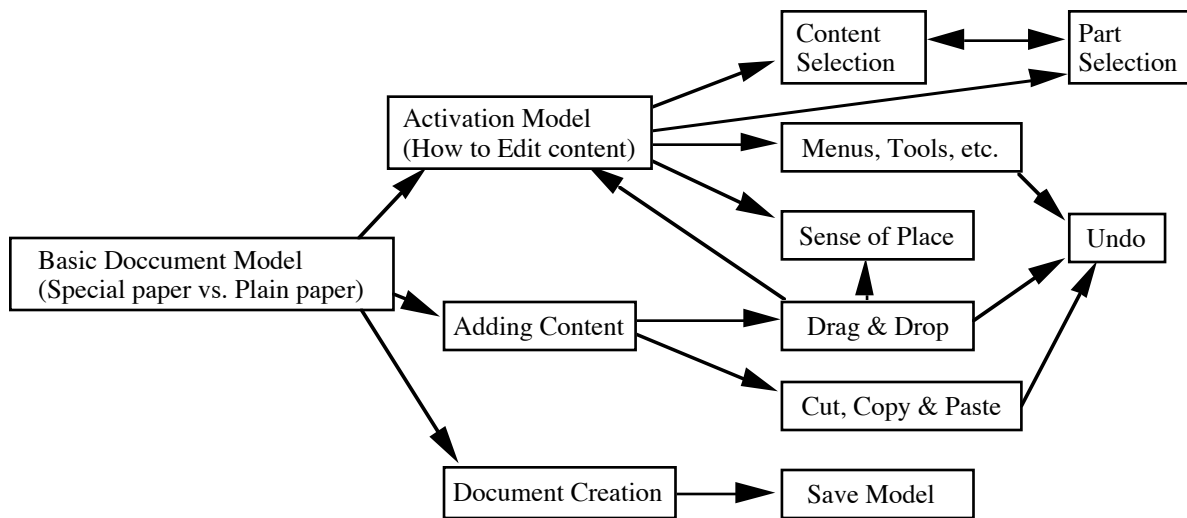 Content
Selection
Part
Selection
Activation Model
(How to Edit content)
Menus, Tools, etc.
Sense of Place
Undo
Basic Doccument Model
(Special paper vs. Plain paper)
Adding Content
Drag & Drop
Cut, Copy & Paste
Document Creation
Save Model